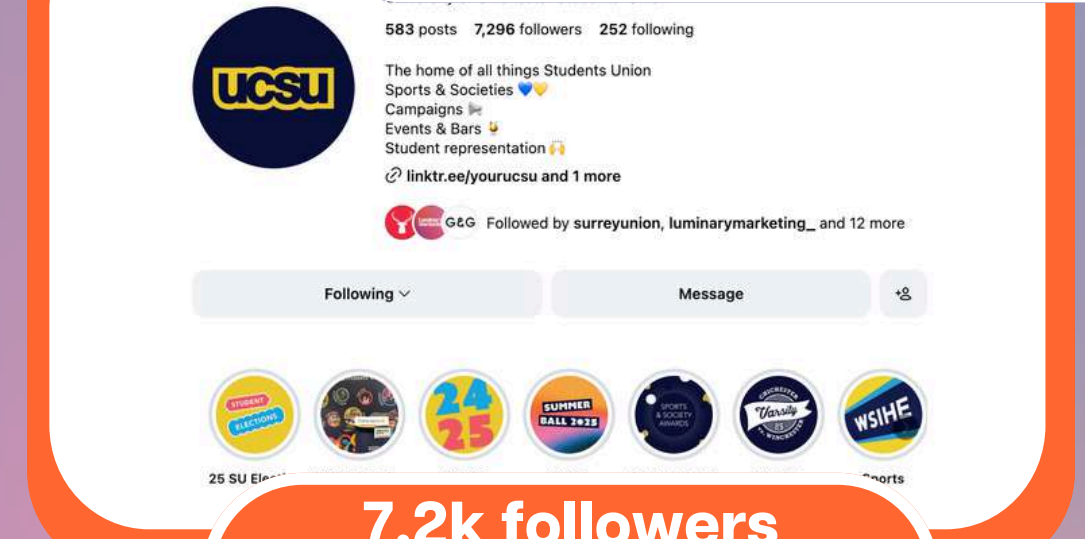 583 posts 7,296 followers 252 following
ucsu
The home of all things Students Union
Sports & Societies 💙💛
Campaigns
Events & Bars
Student representation 🙌
linktr.ee/yourucsu and 1 more
G&G Followed by surreyunion, luminarymarketing_ and 12 more
Following
Message
STUDENT
ELECTIONS
24
25
SUMMER
BALL 2025
SPORTS
& SOCIETY
AWARDS
CHICHESTER
Varsity
25
VS. WINCHESTER
WSIHE
25 SU
7.2k followers